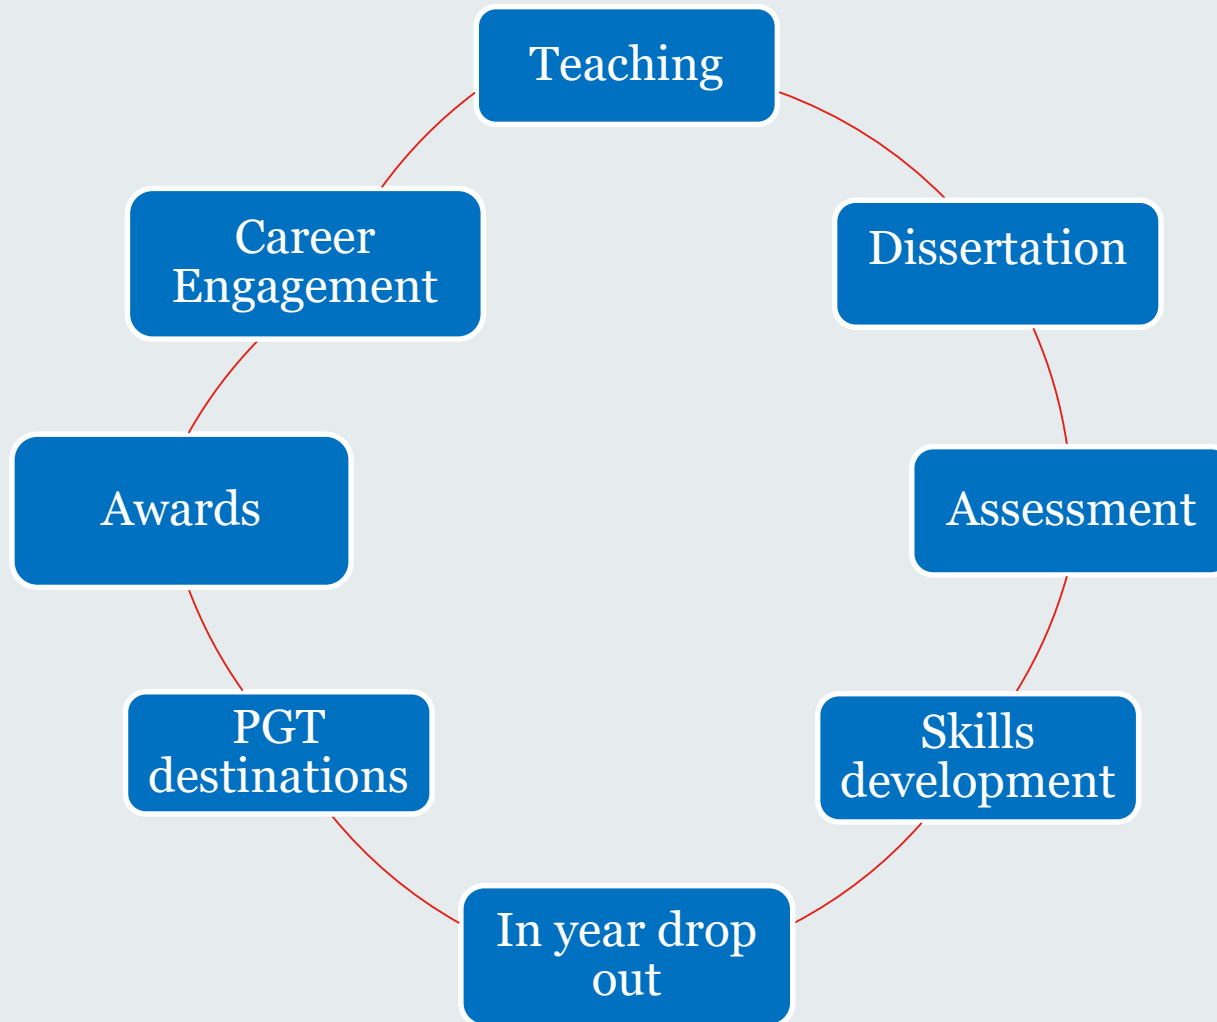 Teaching
Dissertation
Assessment
Skills
development
In year drop
out
PGT
destinations
Awards
Career
Engagement